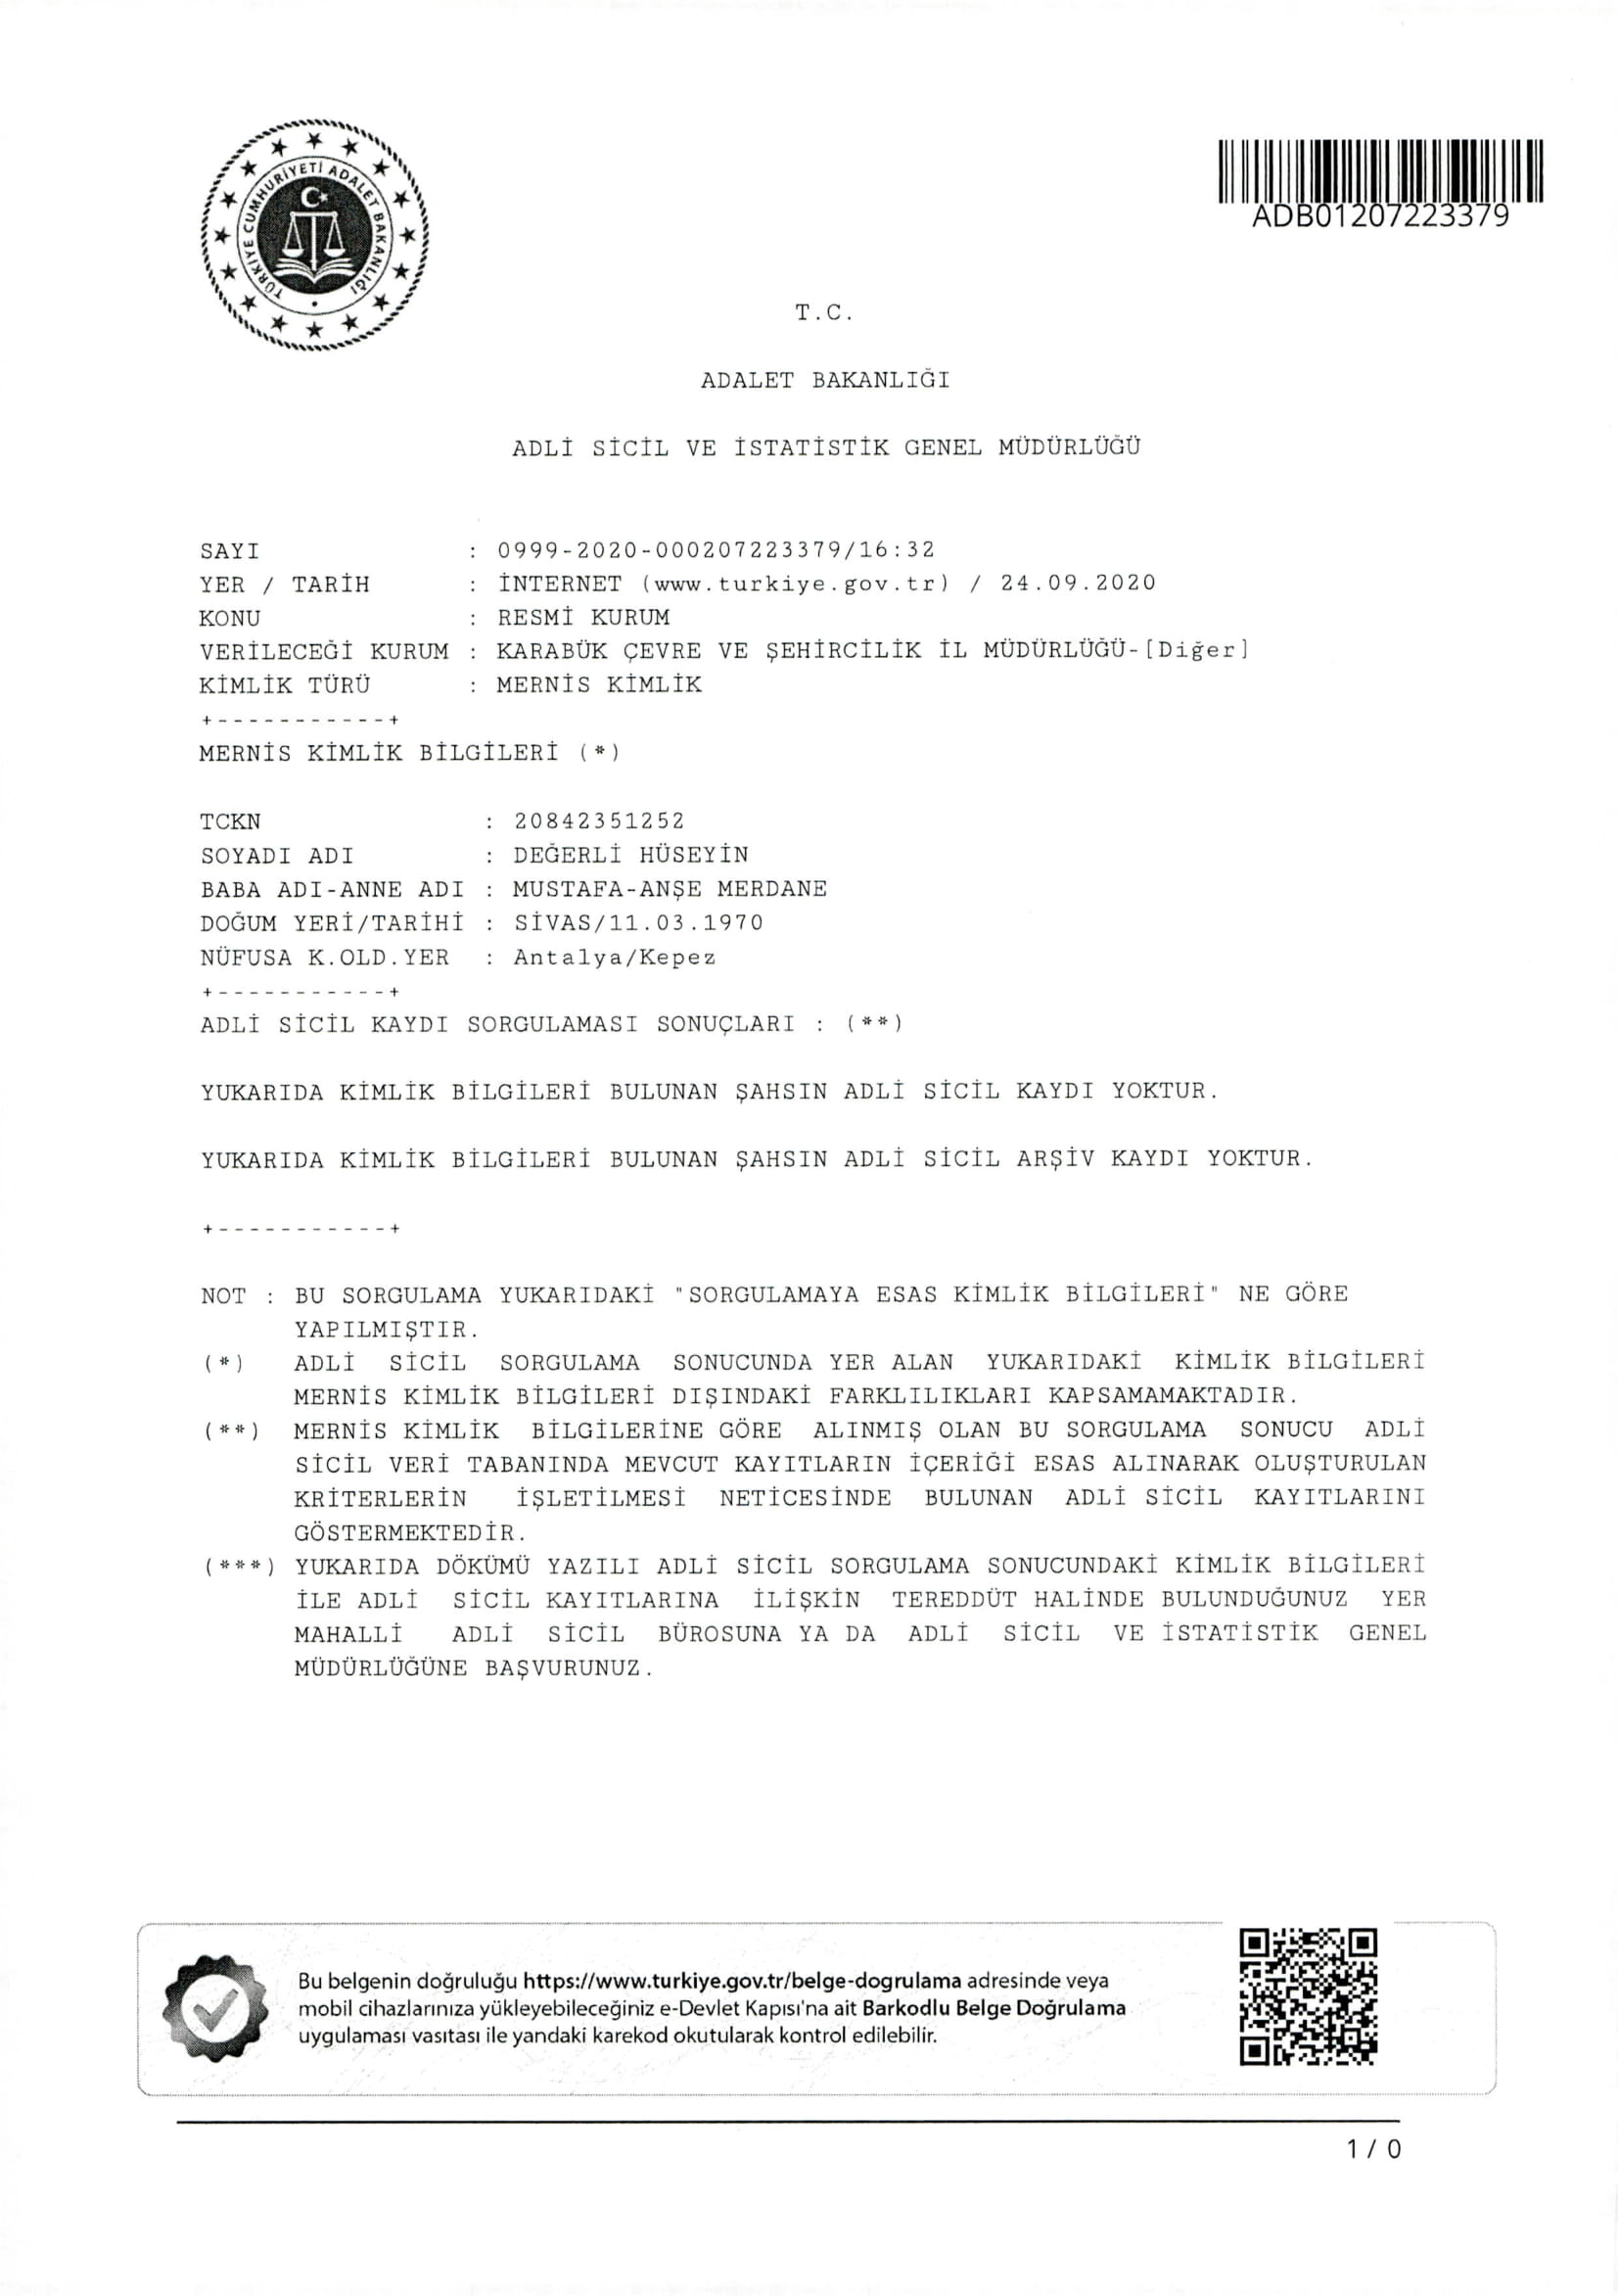 TÜRKİYE CUMHURİYETİ ADALET BAKANLIĞI
ADB01207223379
T.C.
ADALET BAKANLIĞI
ADLİ SİCİL VE İSTATİSTİK GENEL MÜDÜRLÜĞÜ
SAYI : 0999-2020-000207223379/16:32
YER / TARİH : İNTERNET (www.turkiye.gov.tr) / 24.09.2020
KONU : RESMİ KURUM
VERİLECEĞİ KURUM : KARABÜK ÇEVRE VE ŞEHİRCİLİK İL MÜDÜRLÜĞÜ-[Diğer]
KİMLİK TÜRÜ : MERNİS KİMLİK
+-----------+
MERNİS KİMLİK BİLGİLERİ (*)
TCKN : 20842351252
SOYADI ADI : DEĞERLİ HÜSEYİN
BABA ADI-ANNE ADI : MUSTAFA-ANŞE MERDANE
DOĞUM YERİ/TARİHİ : SİVAS/11.03.1970
NÜFUSA K.OLD.YER : Antalya/Kepez
+-----------+
ADLİ SİCİL KAYDI SORGULAMASI SONUÇLARI : (**)
YUKARIDA KİMLİK BİLGİLERİ BULUNAN ŞAHSIN ADLİ SİCİL KAYDI YOKTUR.
YUKARIDA KİMLİK BİLGİLERİ BULUNAN ŞAHSIN ADLİ SİCİL ARŞİV KAYDI YOKTUR.
+-----------+
NOT : BU SORGULAMA YUKARIDAKİ "SORGULAMAYA ESAS KİMLİK BİLGİLERİ" NE GÖRE
YAPILMIŞTIR.
(*) ADLİ SİCİL SORGULAMA SONUCUNDA YER ALAN YUKARIDAKİ KİMLİK BİLGİLERİ
MERNİS KİMLİK BİLGİLERİ DIŞINDAKİ FARKLILIKLARI KAPSAMAMAKTADIR.
(**) MERNİS KİMLİK BİLGİLERİNE GÖRE ALINMIŞ OLAN BU SORGULAMA SONUCU ADLİ
SİCİL VERİ TABANINDA MEVCUT KAYITLARIN İÇERİĞİ ESAS ALINARAK OLUŞTURULAN
KRİTERLERİN İŞLETİLMESİ NETİCESİNDE BULUNAN ADLİ SİCİL KAYITLARINI
GÖSTERMEKTEDİR.
(***) YUKARIDA DÖKÜMÜ YAZILI ADLİ SİCİL SORGULAMA SONUCUNDAKİ KİMLİK BİLGİLERİ
İLE ADLİ SİCİL KAYITLARINA İLİŞKİN TEREDDÜT HALİNDE BULUNDUĞUNUZ YER
MAHALLİ ADLİ SİCİL BÜROSUNA YA DA ADLİ SİCİL VE İSTATİSTİK GENEL
MÜDÜRLÜĞÜNE BAŞVURUNUZ.
Bu belgenin doğruluğu https://www.turkiye.gov.tr/belge-dogrulama adresinde veya
mobil cihazlarınıza yükleyebileceğiniz e-Devlet Kapısı'na ait Barkodlu Belge Doğrulama
uygulaması vasıtası ile yandaki karekod okutularak kontrol edilebilir.
1 / 0